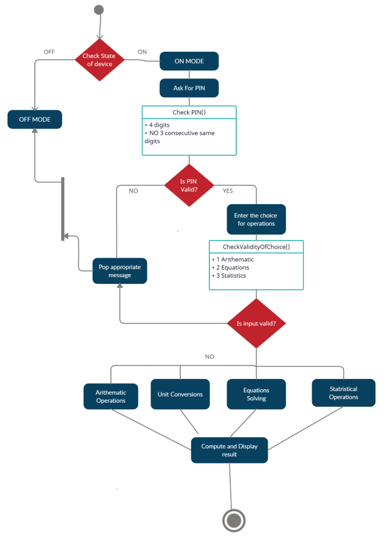 OFF
Check State
of device
ON
ON MODE
Ask For PIN
OFF MODE
Check PIN()
+ 4 digits
+ NO 3 consecutive same
digits
Is PIN
Valid?
NO
YES
Enter the choice
for operations
CheckValidityOfChoice()
+ 1 Arithmatic
+ 2 Equations
+ 3 Statistics
Pop appropriate
message
Is input valid?
NO
Arithmatic
Operations
Unit Conversions
Equations
Solving
Statistical
Operations
Compute and Display
result